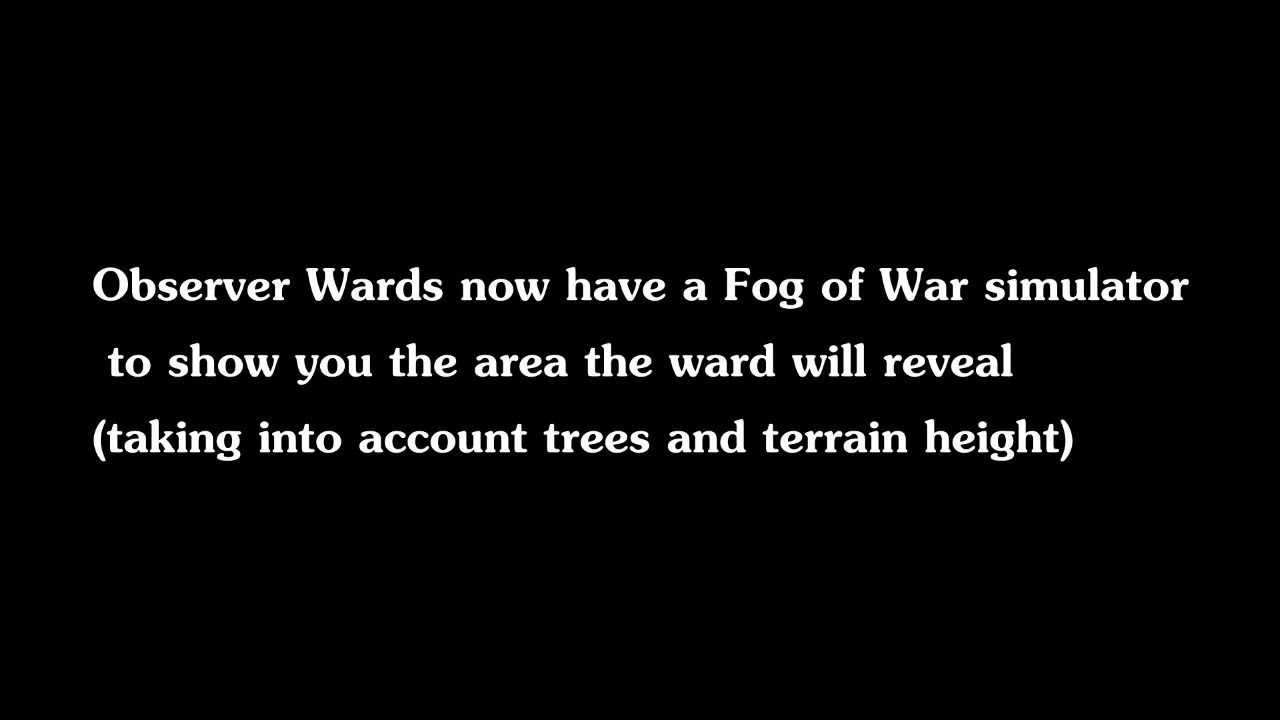 Observer Wards now have a Fog of War simulator
to show you the area the ward will reveal
(taking into account trees and terrain height)